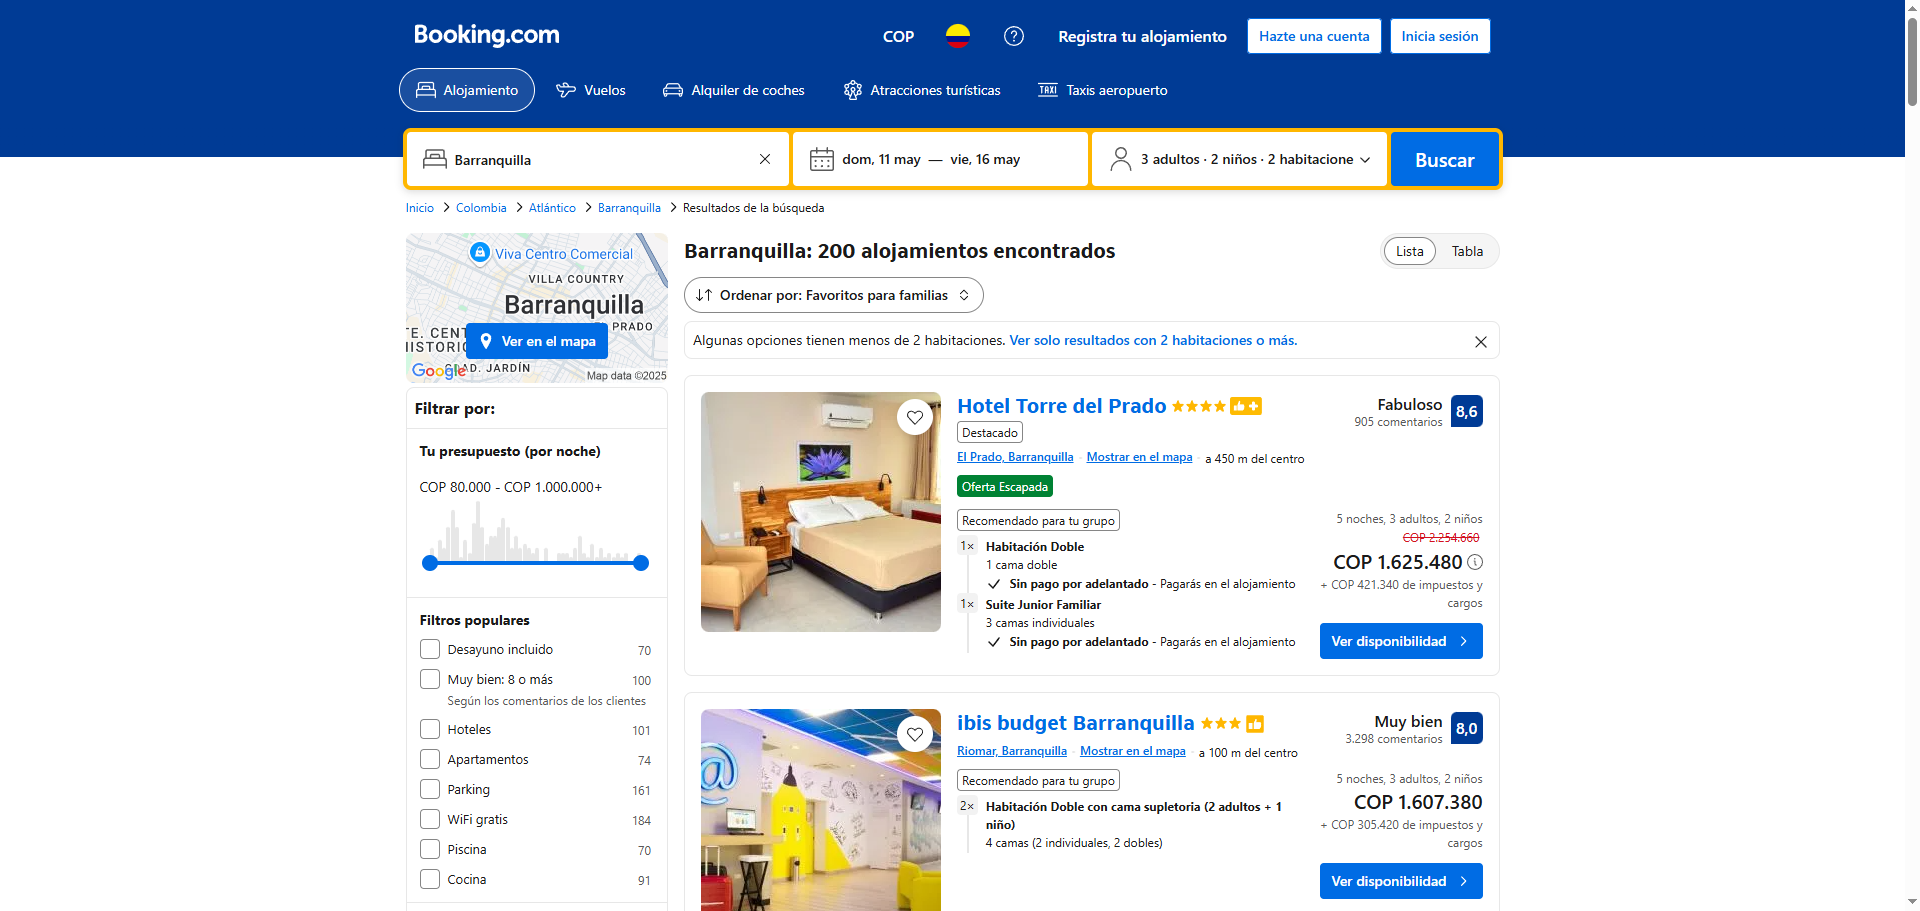 Booking.com
COP
Registra tu alojamiento
Hazte una cuenta
Inicia sesión
Alojamiento
Vuelos
Alquiler de coches
Atracciones turísticas
TAXI
Taxis aeropuerto
Barranquilla
dom, 11 may — vie, 16 may
3 adultos · 2 niños · 2 habitacione
Buscar
Inicio > Colombia > Atlántico > Barranquilla > Resultados de la búsqueda
Viva Centro Comercial
VILLA COUNTRY
Barranquilla
PRADO
TE. CENT
HISTORIC
Ver en el mapa
AD. JARDÍN
Google
Map data ©2025
Filtrar por:
Tu presupuesto (por noche)
COP 80.000 - COP 1.000.000+
Filtros populares
Desayuno incluido 70
Muy bien: 8 o más 100
Según los comentarios de los clientes
Hoteles 101
Apartamentos 74
Parking 161
WiFi gratis 184
Piscina 70
Cocina 91
Barranquilla: 200 alojamientos encontrados
Lista
Tabla
Ordenar por: Favoritos para familias
Algunas opciones tienen menos de 2 habitaciones. Ver solo resultados con 2 habitaciones o más.
Hotel Torre del Prado
Fabuloso
905 comentarios
8,6
Destacado
El Prado, Barranquilla · Mostrar en el mapa · a 450 m del centro
Oferta Escapada
Recomendado para tu grupo
1× Habitación Doble
1 cama doble
Sin pago por adelantado - Pagarás en el alojamiento
1× Suite Junior Familiar
3 camas individuales
Sin pago por adelantado - Pagarás en el alojamiento
5 noches, 3 adultos, 2 niños
COP 2.254.660
COP 1.625.480
+ COP 421.340 de impuestos y
cargos
Ver disponibilidad
ibis budget Barranquilla
Muy bien
3.298 comentarios
8,0
Riomar, Barranquilla · Mostrar en el mapa · a 100 m del centro
Recomendado para tu grupo
2× Habitación Doble con cama supletoria (2 adultos + 1
niño)
4 camas (2 individuales, 2 dobles)
5 noches, 3 adultos, 2 niños
COP 1.607.380
+ COP 305.420 de impuestos y
cargos
Ver disponibilidad
@